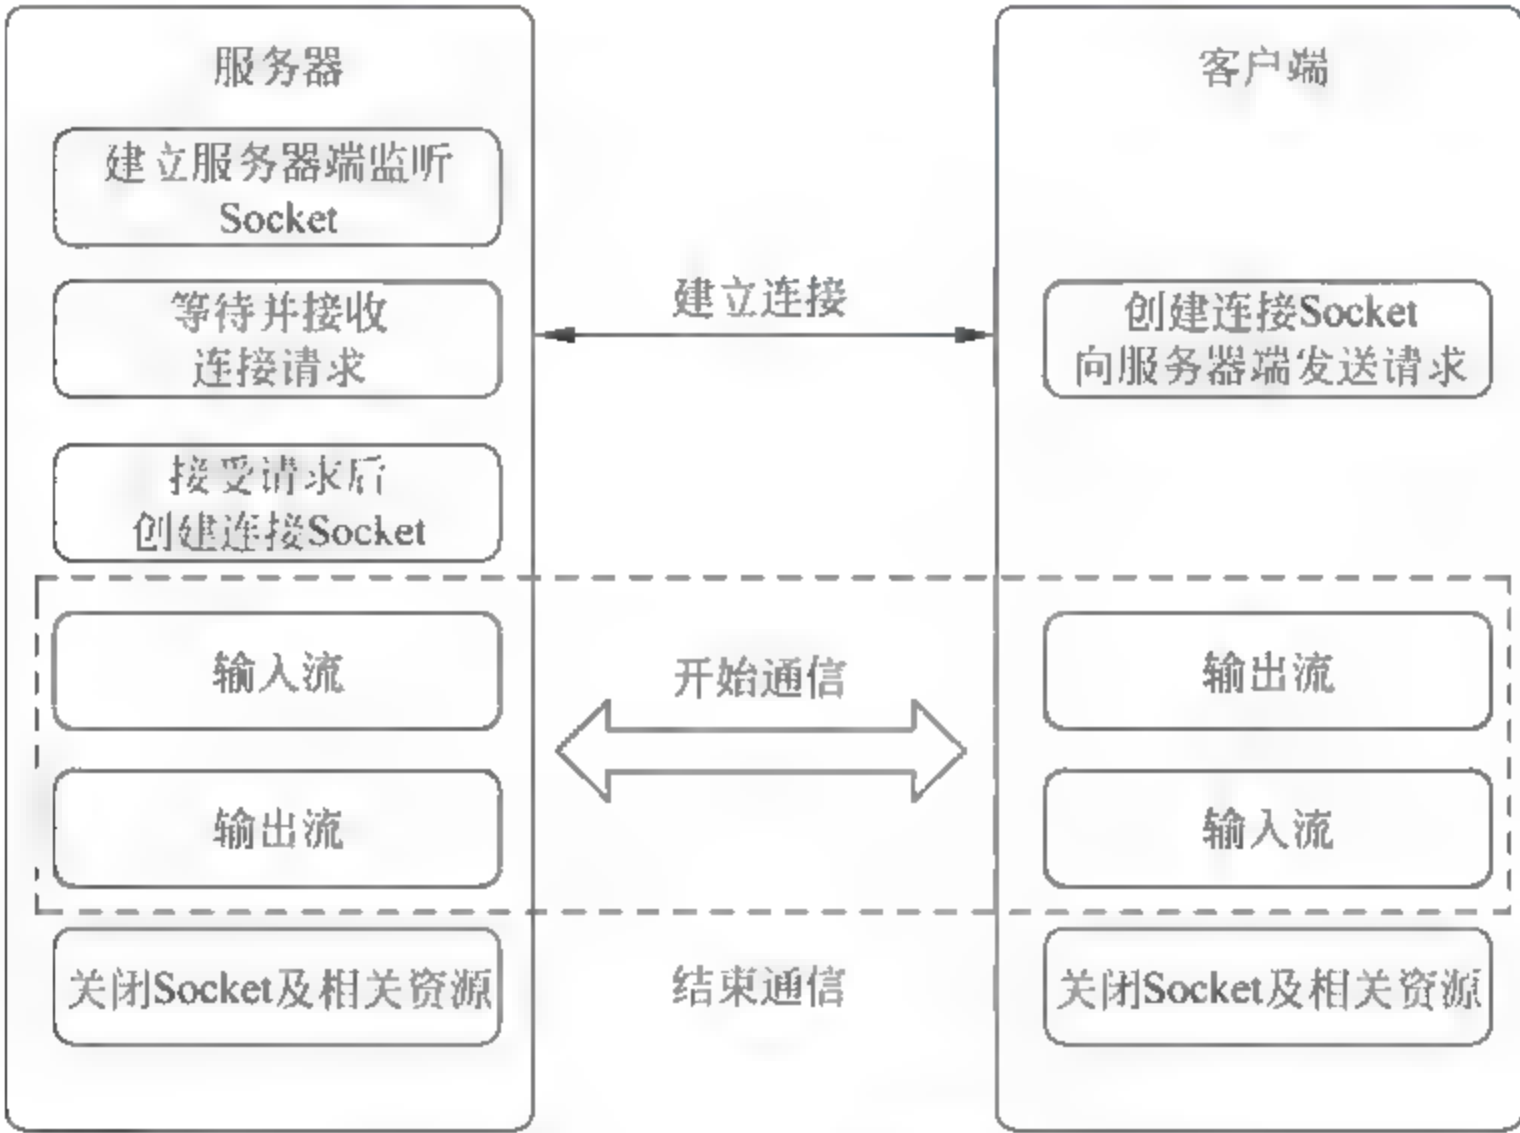 服务器
客户端
建立服务器端监听
Socket
等待并接收
连接请求
建立连接
创建连接Socket
向服务器端发送请求
接受请求后
创建连接Socket
输入流
开始通信
输出流
输出流
输入流
关闭Socket及相关资源
结束通信
关闭Socket及相关资源